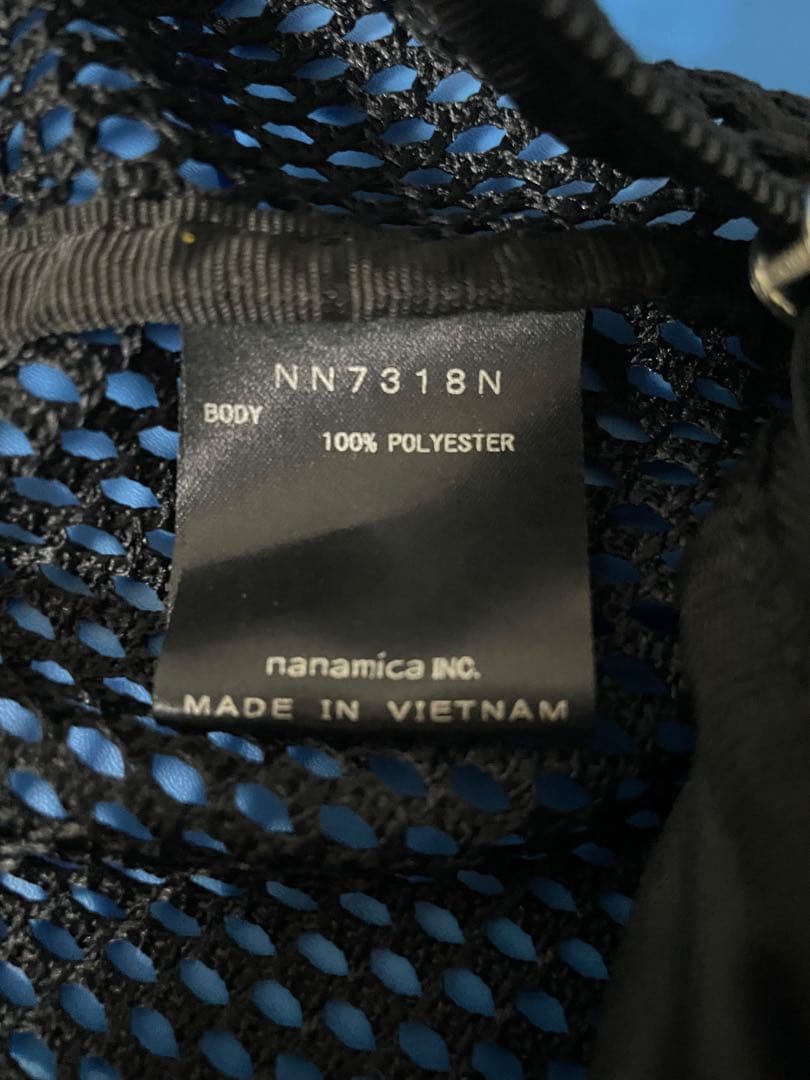 NN7318N
BODY
100% POLYESTER
nanamica INC.
MADE IN VIETNAM